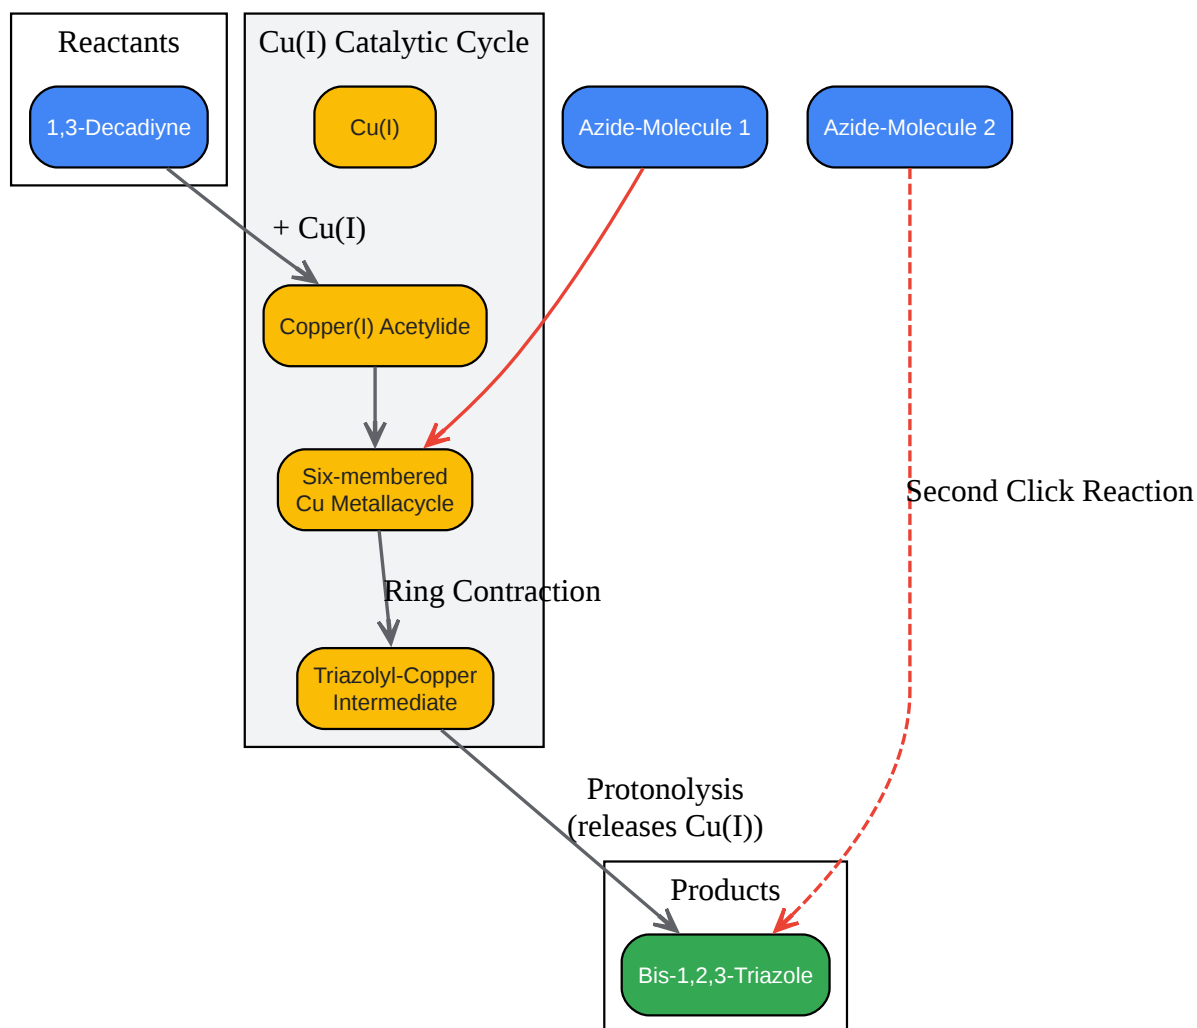 Reactants
Cu(I) Catalytic Cycle
1,3-Decadiyne
Cu(I)
Azide-Molecule 1
Azide-Molecule 2
+ Cu(I)
Copper(I) Acetylide
Six-membered
Cu Metallacycle
Second Click Reaction
Ring Contraction
Triazolyl-Copper
Intermediate
Protonolysis
(releases Cu(I))
Products
Bis-1,2,3-Triazole